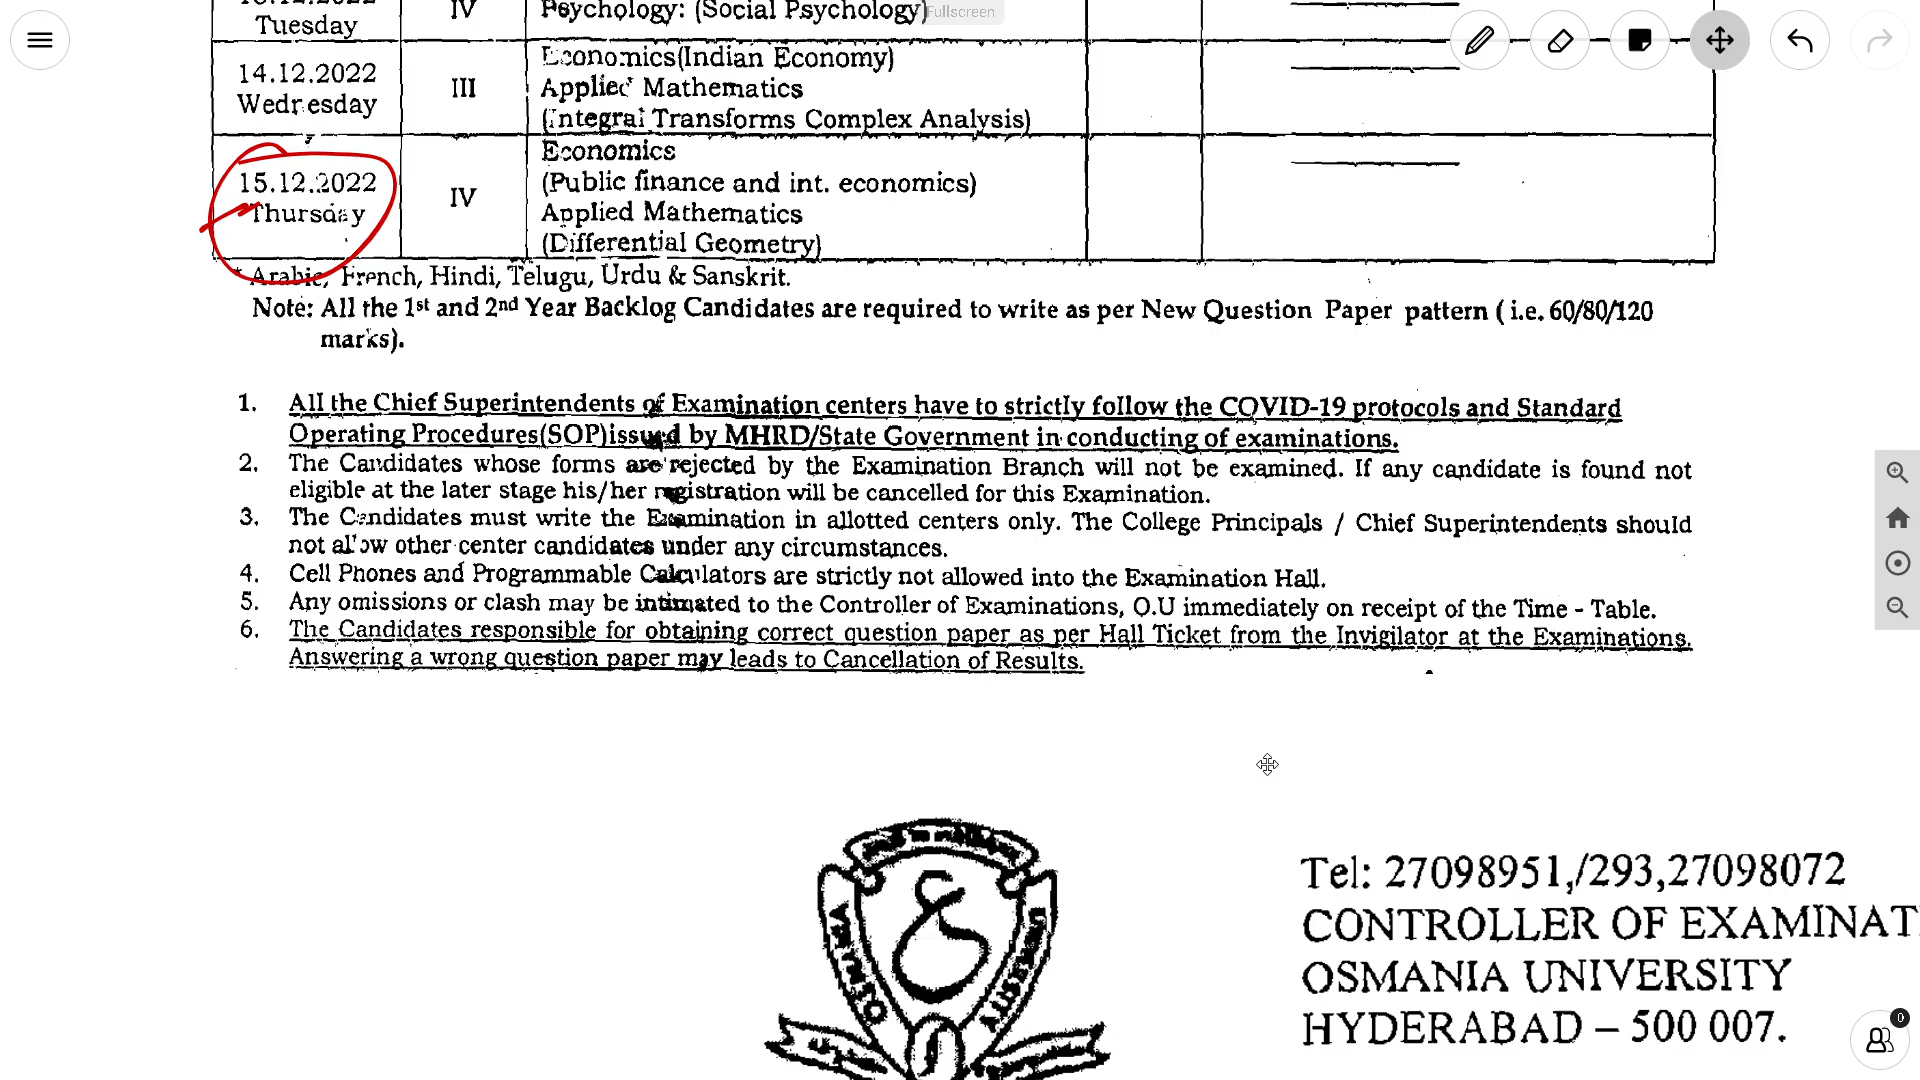 Tuesday
IV
Psychology: (Social Psychology)
Fullscreen
14.12.2022
Wednesday
III
Economics(Indian Economy)
Applied Mathematics
(Integral Transforms Complex Analysis)
15.12.2022
Thursday
IV
Economics
(Public finance and int. economics)
Applied Mathematics
(Differential Geometry)
* Arabic, French, Hindi, Telugu, Urdu & Sanskrit.
Note: All the 1st and 2nd Year Backlog Candidates are required to write as per New Question Paper pattern ( i.e. 60/80/120
marks).
1. All the Chief Superintendents of Examination centers have to strictly follow the COVID-19 protocols and Standard
Operating Procedures(SOP)issued by MHRD/State Government in conducting of examinations.
2. The Candidates whose forms are rejected by the Examination Branch will not be examined. If any candidate is found not
eligible at the later stage his/her registration will be cancelled for this Examination.
3. The Candidates must write the Examination in allotted centers only. The College Principals / Chief Superintendents should
not allow other center candidates under any circumstances.
4. Cell Phones and Programmable Calculators are strictly not allowed into the Examination Hall.
5. Any omissions or clash may be intimated to the Controller of Examinations, O.U immediately on receipt of the Time - Table.
6. The Candidates responsible for obtaining correct question paper as per Hall Ticket from the Invigilator at the Examinations.
Answering a wrong question paper may leads to Cancellation of Results.
OSMANIA UNIVERSITY
Tel: 27098951,/293,27098072
CONTROLLER OF EXAMINAT
OSMANIA UNIVERSITY
HYDERABAD – 500 007.
0